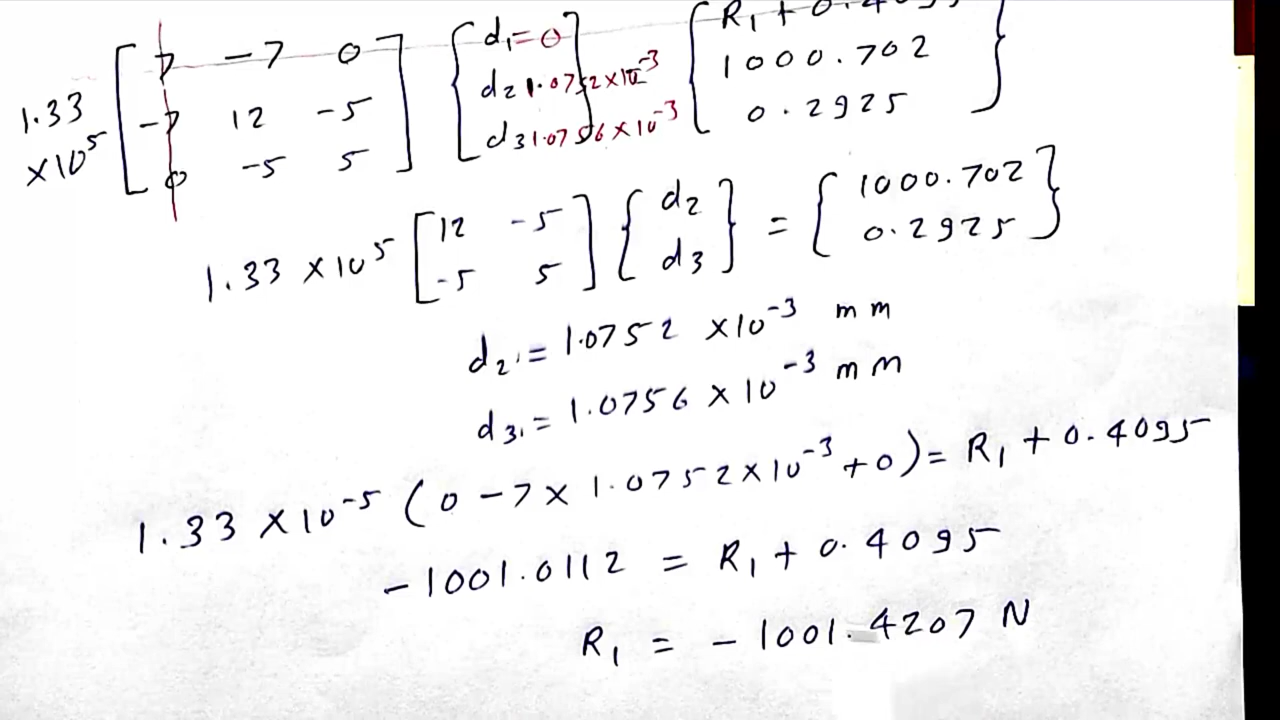 1.33 ×10⁵ [ 7 -7 0 ] { d₁=0 } { R₁ + 0.4095 }
[ -7 12 -5 ] { d₂ 1.0752×10⁻³ } { 1000.702 }
[ 0 -5 5 ] { d₃ 1.0756×10⁻³ } { 0.2925 }
1.33 ×10⁵ [ 12 -5 ] { d₂ } = { 1000.702 }
[ -5 5 ] { d₃ } { 0.2925 }
d₂ = 1.0752 ×10⁻³ mm
d₃ = 1.0756 ×10⁻³ mm
1.33 ×10⁻⁵ (0 -7× 1.0752×10⁻³ +0) = R₁ + 0.4095
-1001.0112 = R₁ + 0.4095
R₁ = -1001.4207 N